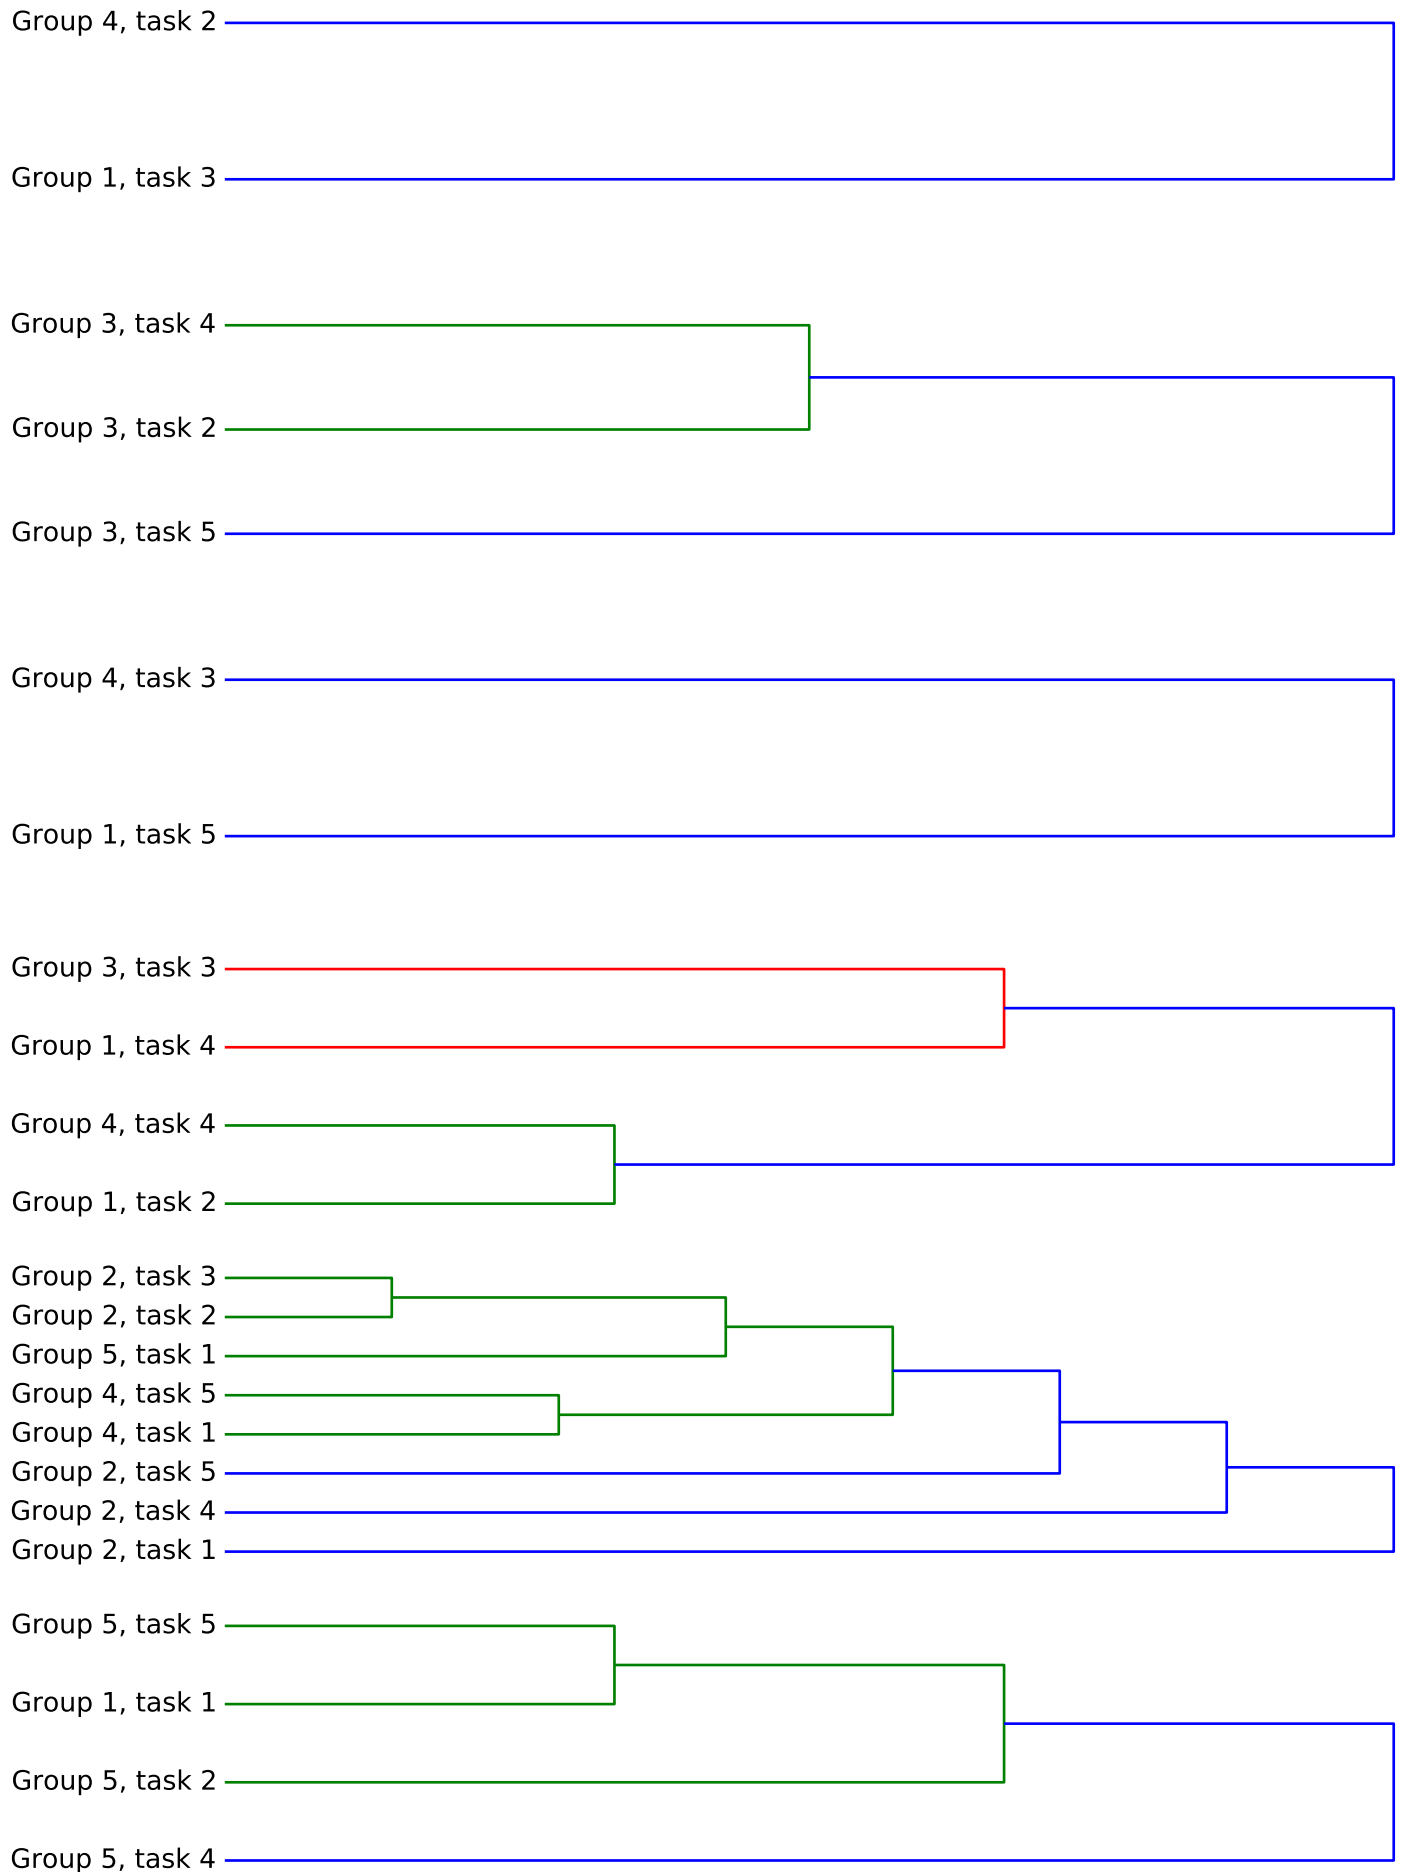 Group 4, task 2
Group 1, task 3
Group 3, task 4
Group 3, task 2
Group 3, task 5
Group 4, task 3
Group 1, task 5
Group 3, task 3
Group 1, task 4
Group 4, task 4
Group 1, task 2
Group 2, task 3
Group 2, task 2
Group 5, task 1
Group 4, task 5
Group 4, task 1
Group 2, task 5
Group 2, task 4
Group 2, task 1
Group 5, task 5
Group 1, task 1
Group 5, task 2
Group 5, task 4